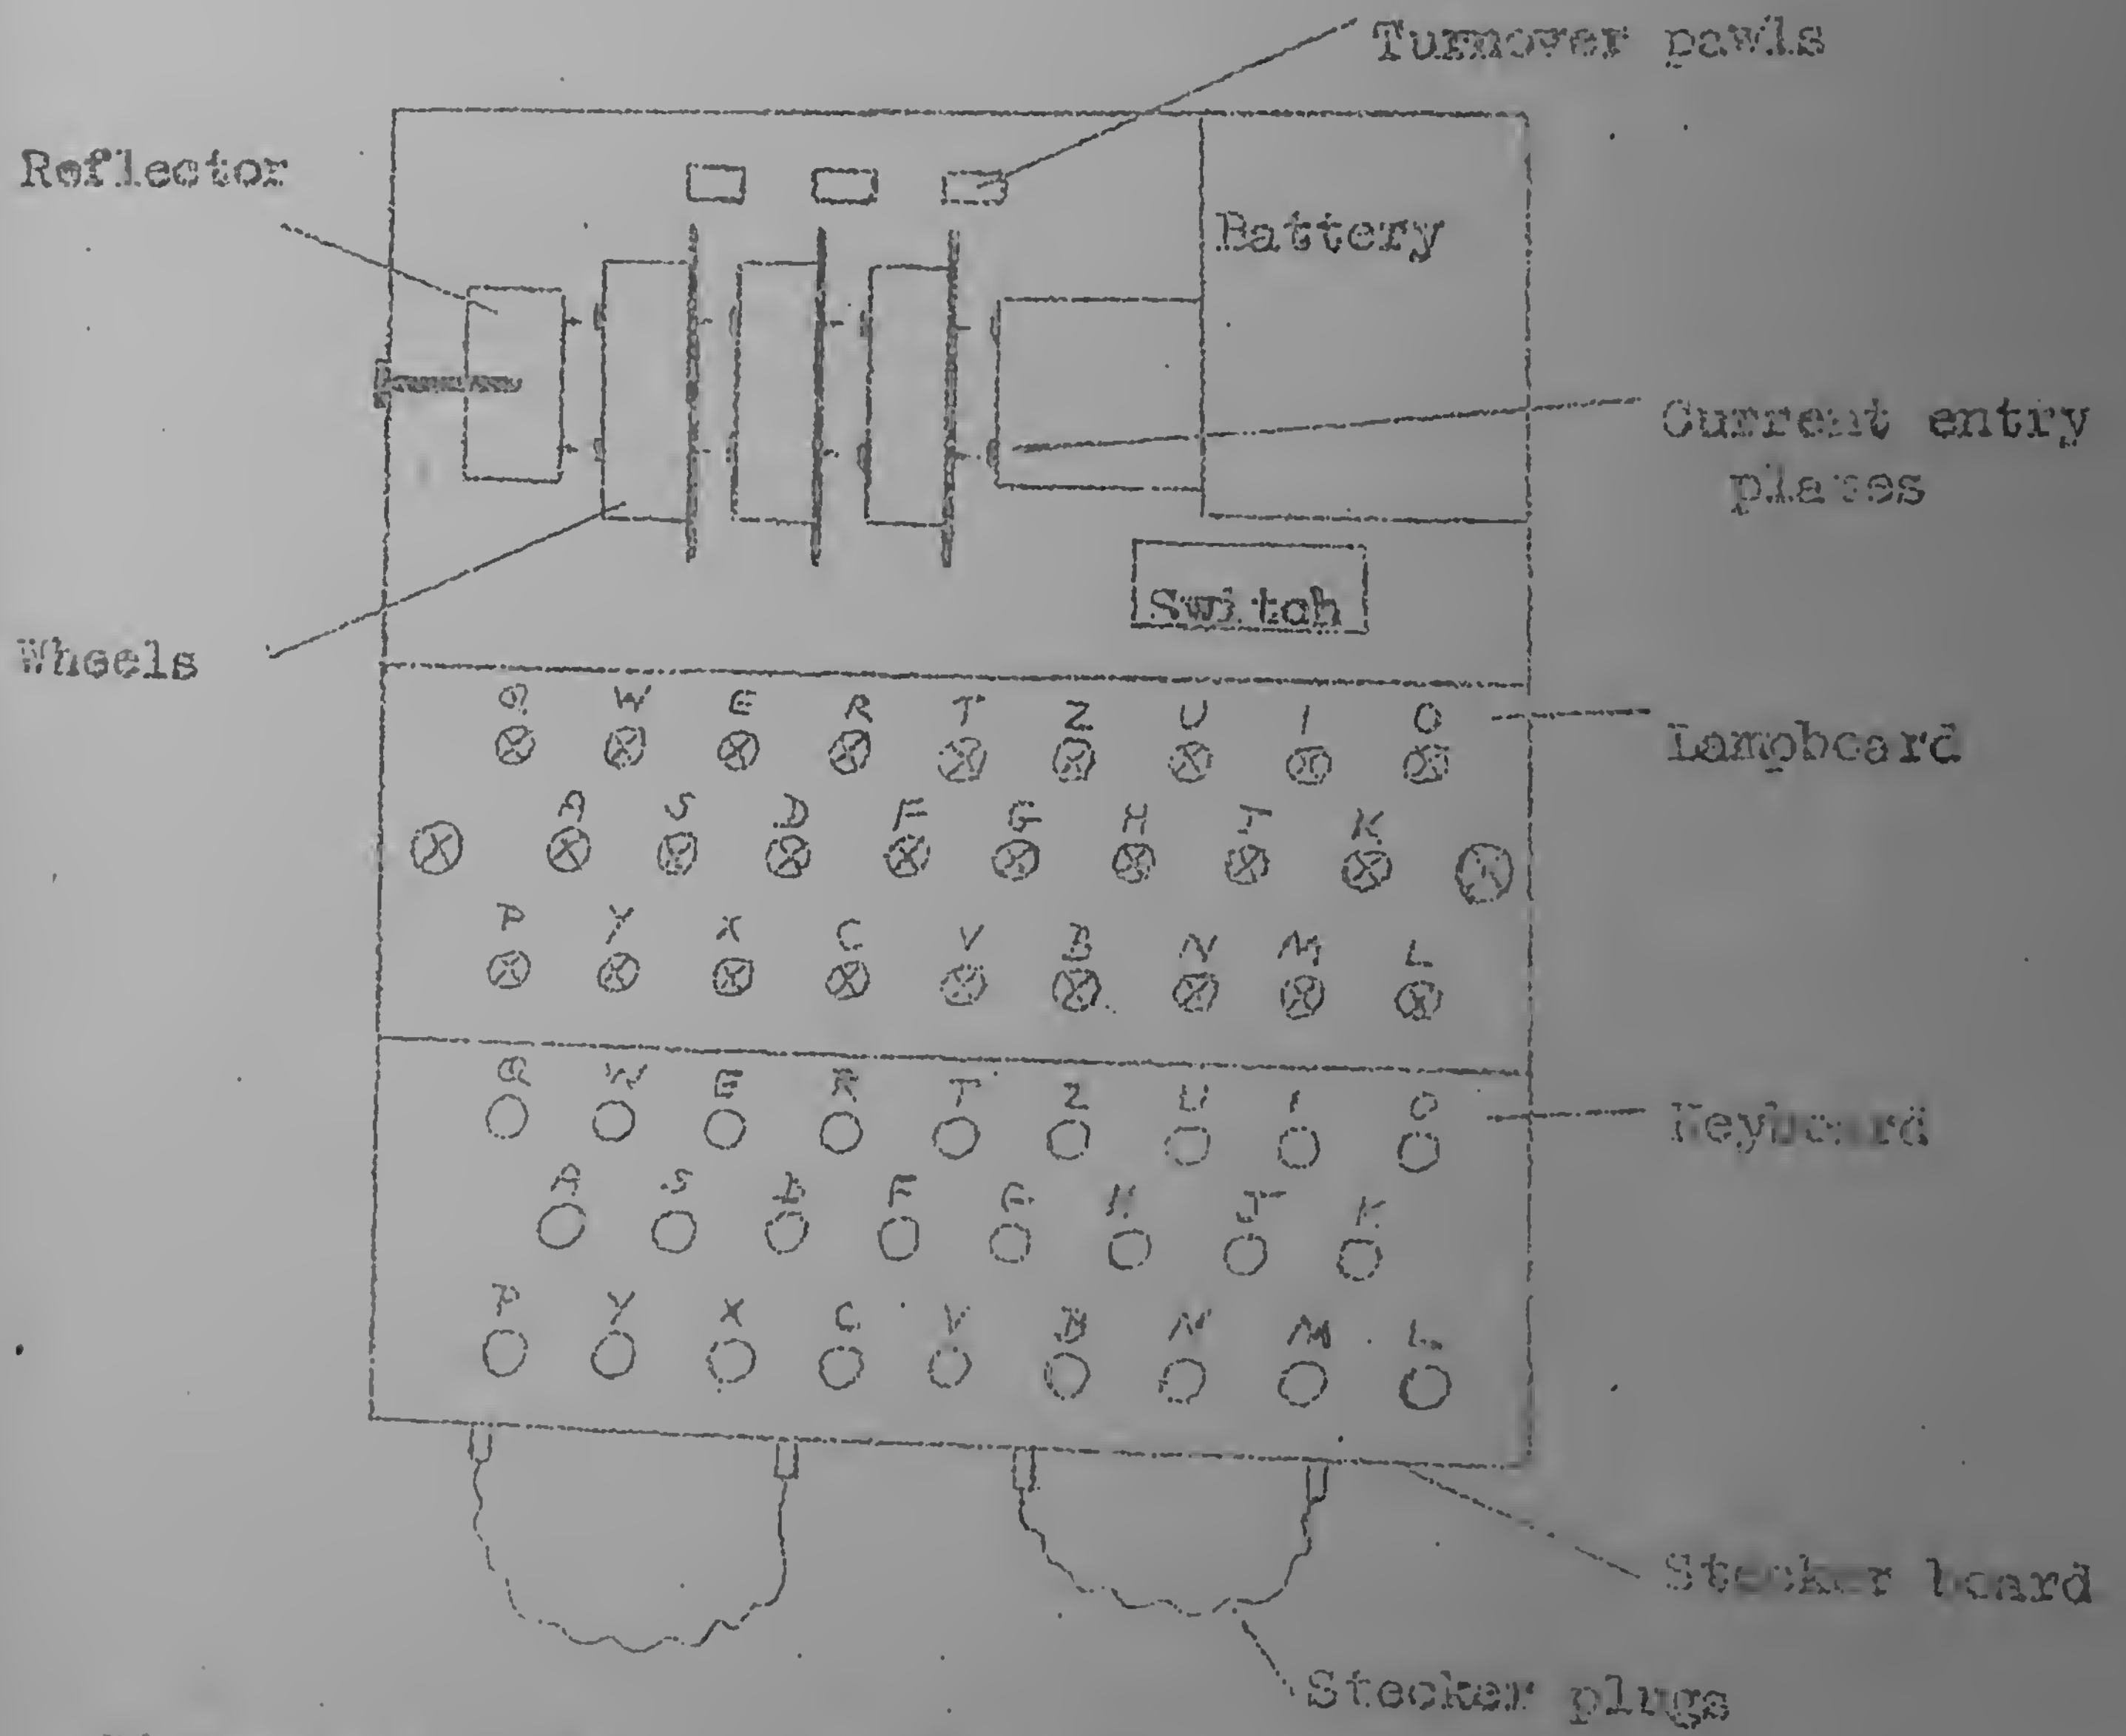 Turnover pawls
Reflector
Battery
Current entry
plates
Switch
Wheels
Q W E R T Z U I O
Lampboard
A S D F G H J K
P Y X C V B N M L
Q W E R T Z U I O
Keyboard
A S D F G H J K
P Y X C V B N M L
Stecker board
Stecker plugs